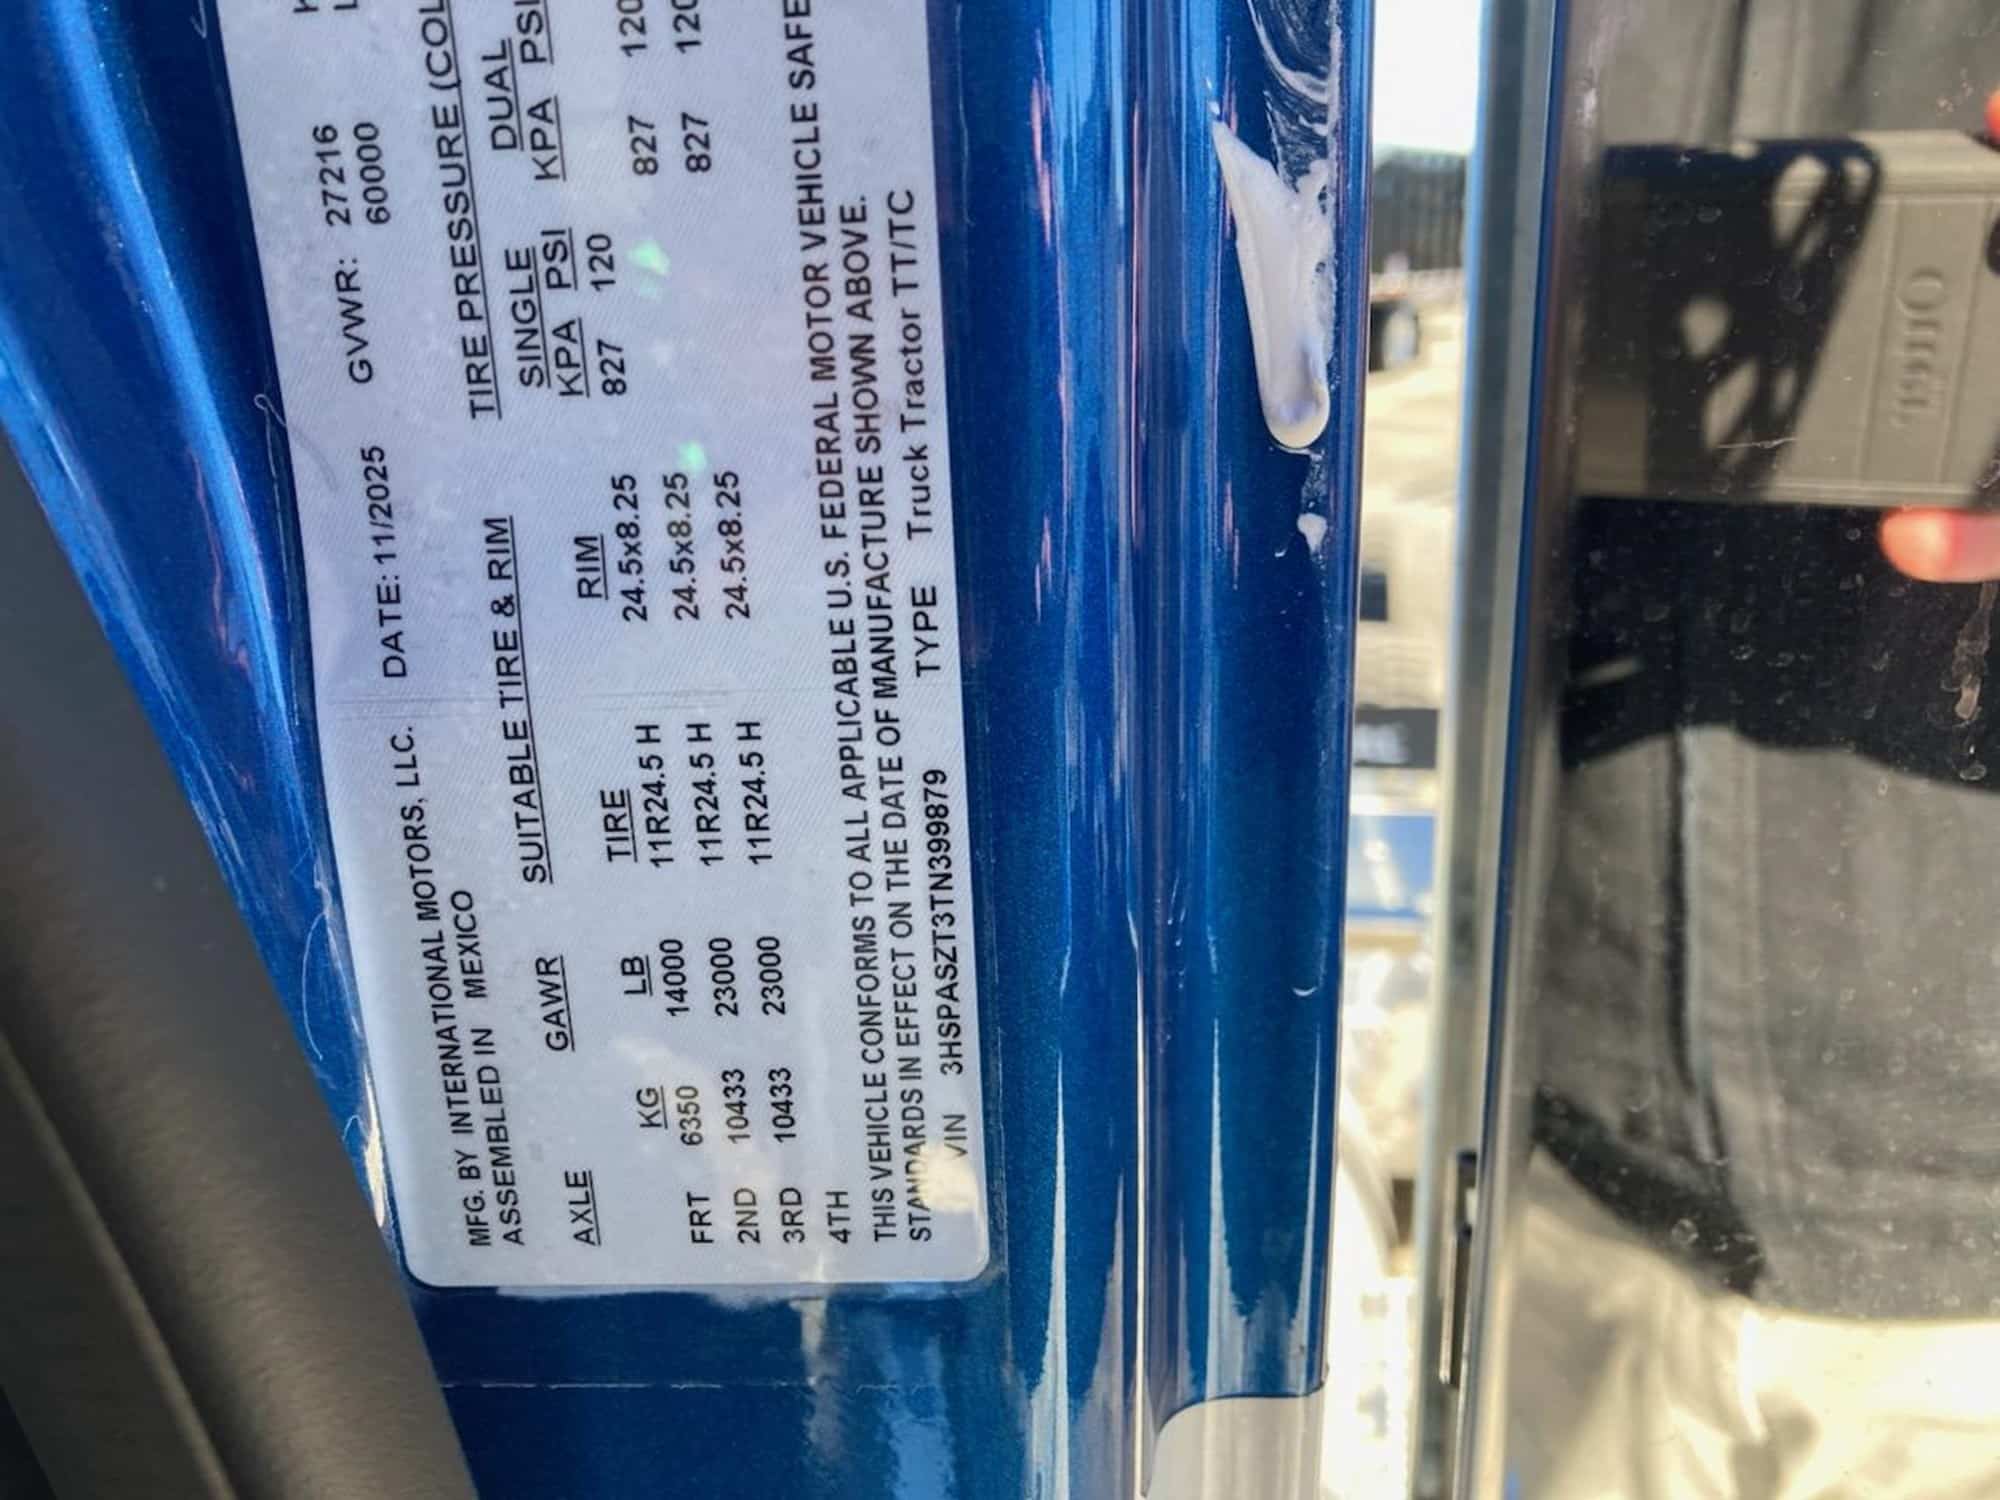 MFG. BY INTERNATIONAL MOTORS, LLC. DATE: 11/2025 GVWR: 27216
ASSEMBLED IN MEXICO 60000
SUITABLE TIRE & RIM TIRE PRESSURE (COL
AXLE GAWR SINGLE DUAL
KG LB TIRE RIM KPA PSI KPA PSI
FRT 6350 14000 11R24.5 H 24.5x8.25 827 120
2ND 10433 23000 11R24.5 H 24.5x8.25 827 120
3RD 10433 23000 11R24.5 H 24.5x8.25 827 120
4TH
THIS VEHICLE CONFORMS TO ALL APPLICABLE U.S. FEDERAL MOTOR VEHICLE SAFE
STANDARDS IN EFFECT ON THE DATE OF MANUFACTURE SHOWN ABOVE.
VIN 3HSPASZT3TN399879 TYPE Truck Tractor TT/TC